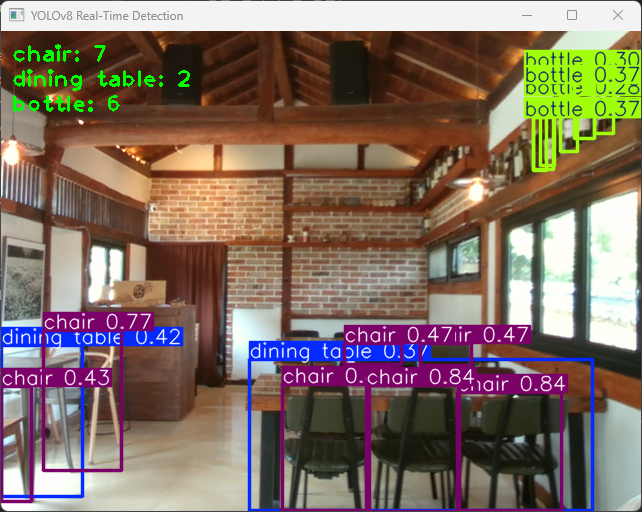 YOLOv8 Real-Time Detection
chair: 7
dining table: 2
bottle: 6
bottle 0.30
bottle 0.37
bottle 0.28
bottle 0.37
chair 0.77
dining table 0.42
chair 0.47
0.47
dining table 0.37
chair 0.43
chair 0.
chair 0.84
chair 0.84